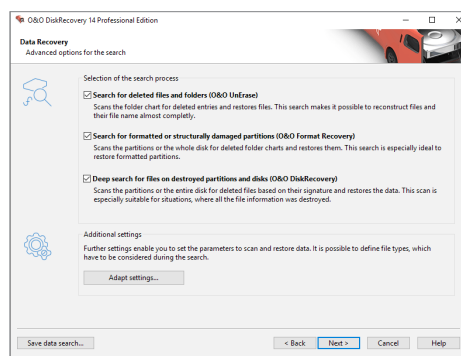 O&O DiskRecovery 14 Professional Edition
Data Recovery
Advanced options for the search
Selection of the search process
Search for deleted files and folders (O&O UnErase)
Scans the folder chart for deleted entries and restores files. This search makes it possible to reconstruct files and
their file name almost completely.
Search for formatted or structurally damaged partitions (O&O Format Recovery)
Scans the partitions or the whole disk for deleted folder charts and restores them. This search is especially ideal to
restore formatted partitions.
Deep search for files on destroyed partitions and disks (O&O DiskRecovery)
Scans the partitions or the entire disk for deleted files based on their signature and restores the data. This scan is
especially suitable for situations, where all the file information was destroyed.
Additional settings
Further settings enable you to set the parameters to scan and restore data. It is possible to define file types, which
have to be considered during the search.
Adapt settings...
Save data search...
< Back
Next >
Cancel
Help